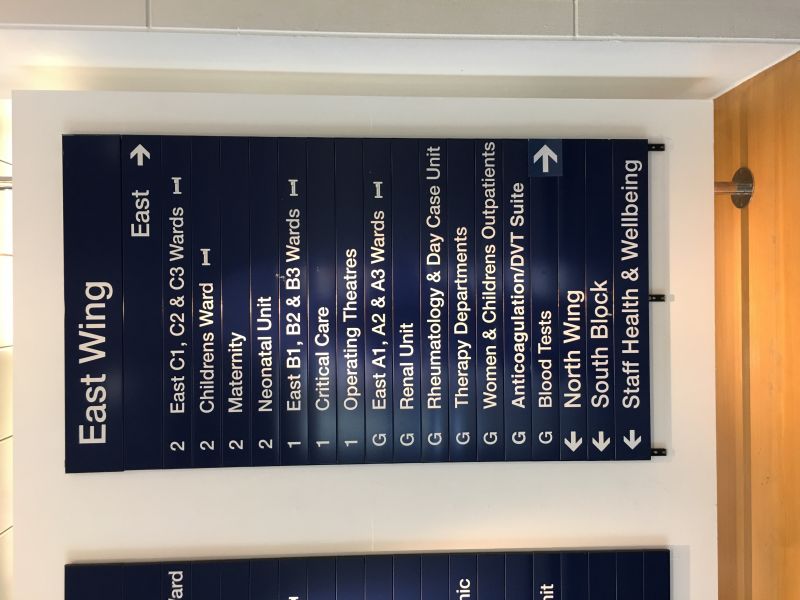 East Wing
East
2 East C1, C2 & C3 Wards
2 Childrens Ward
2 Maternity
2 Neonatal Unit
1 East B1, B2 & B3 Wards
1 Critical Care
1 Operating Theatres
G East A1, A2 & A3 Wards
G Renal Unit
G Rheumatology & Day Case Unit
G Therapy Departments
G Women & Childrens Outpatients
G Anticoagulation/DVT Suite
G Blood Tests
North Wing
South Block
Staff Health & Wellbeing